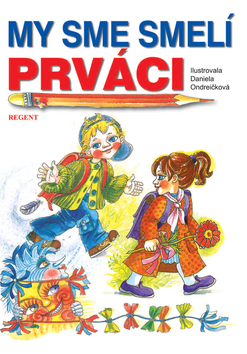 MY SME SMELÍ
PRVÁCI
Ilustrovala
Daniela
Ondreičková
REGENT